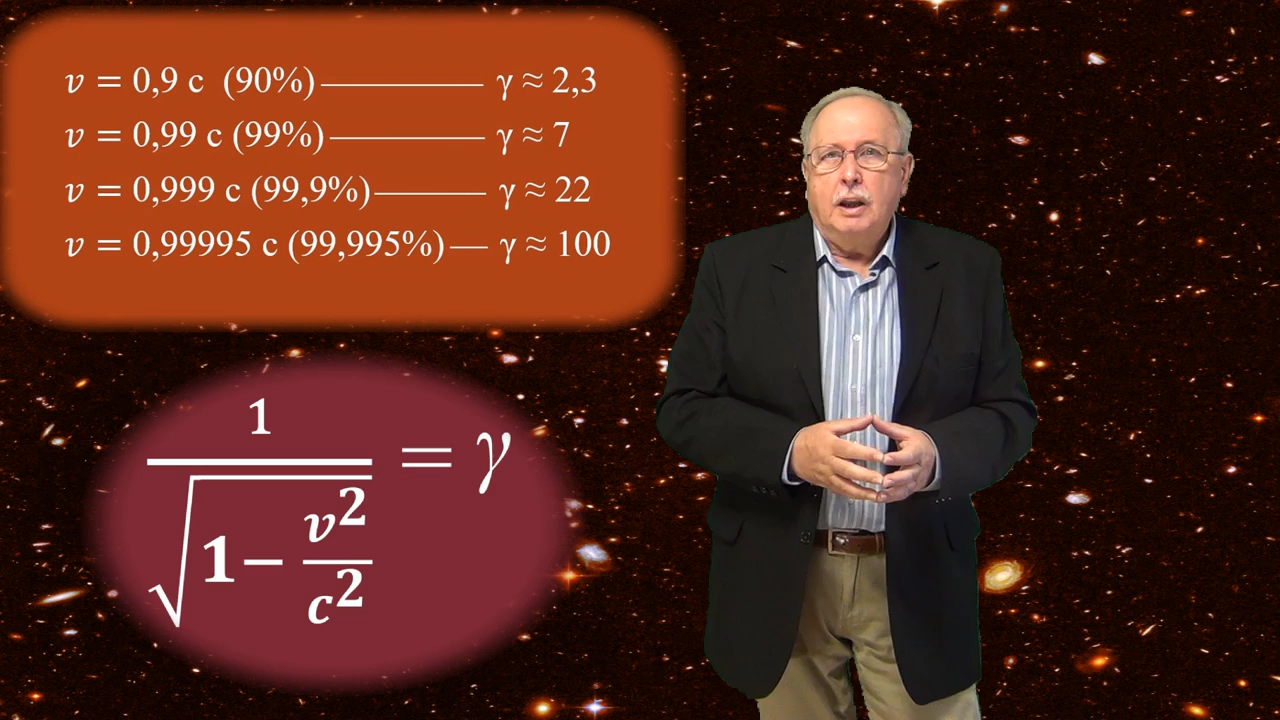 v = 0,9 c (90%) ——— γ ≈ 2,3
v = 0,99 c (99%) ——— γ ≈ 7
v = 0,999 c (99,9%) —— γ ≈ 22
v = 0,99995 c (99,995%) — γ ≈ 100
1
= γ
√1− v²
c²